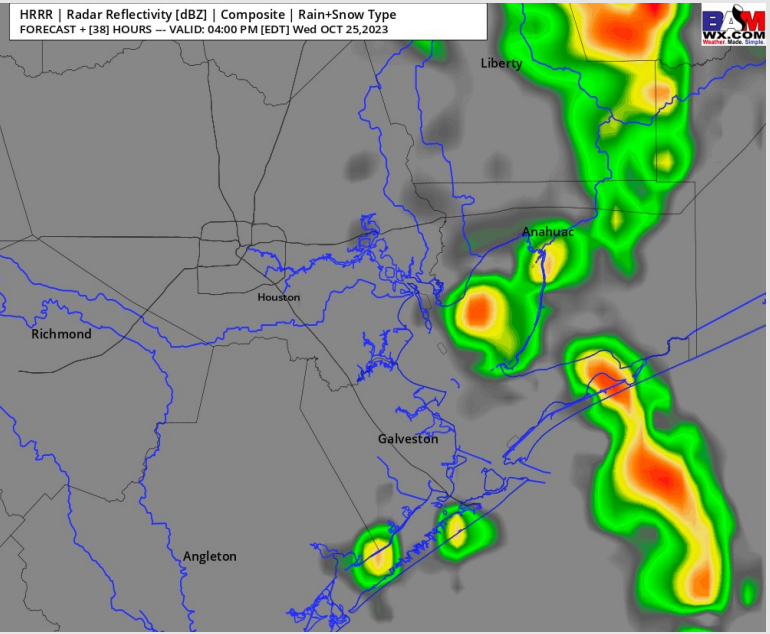 HRRR | Radar Reflectivity [dBZ] | Composite | Rain+Snow Type
FORECAST + [38] HOURS --- VALID: 04:00 PM [EDT] Wed OCT 25,2023
BAM
WX.COM
Weather. Made. Simple.
Liberty
Anahuac
Houston
Richmond
Galveston
Angleton